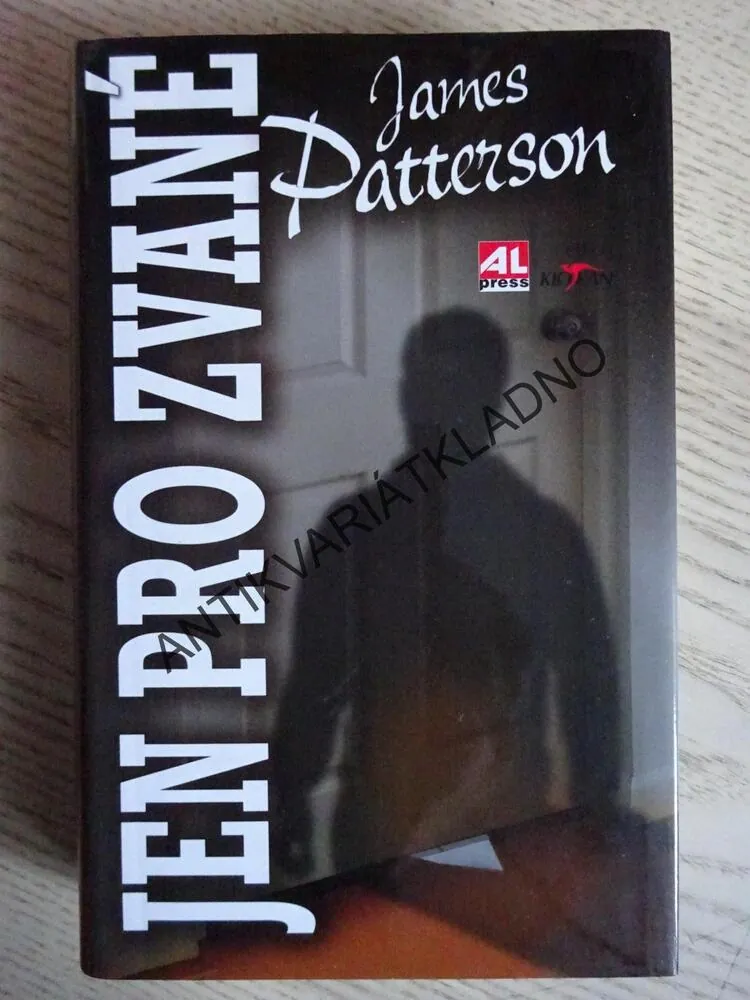 James
Patterson
AL
press
JEN PRO ZVANÉ
ANTIKVARIÁTKLADNO